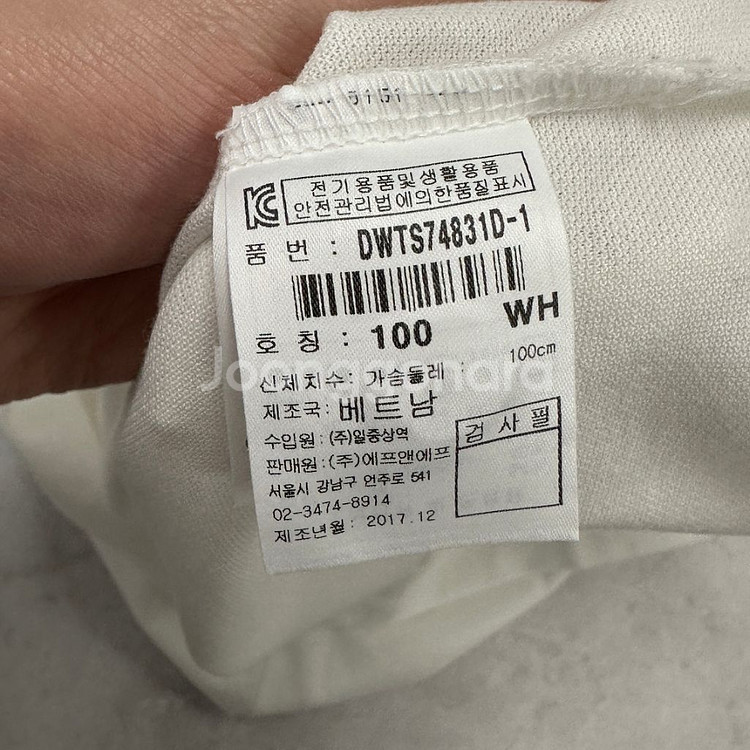 5151
KC
전기용품및생활용품
안전관리법에의한품질표시
품 번 : DWTS74831D-1
WH
호 칭 : 100
신체치수: 가슴둘레 : 100cm
제조국: 베트남
수입원 : (주)일중상역
판매원 : (주)에프앤에프
서울시 강남구 언주로 541
02-3474-8914
제조년월 : 2017.12
검 사 필
Joonggonara